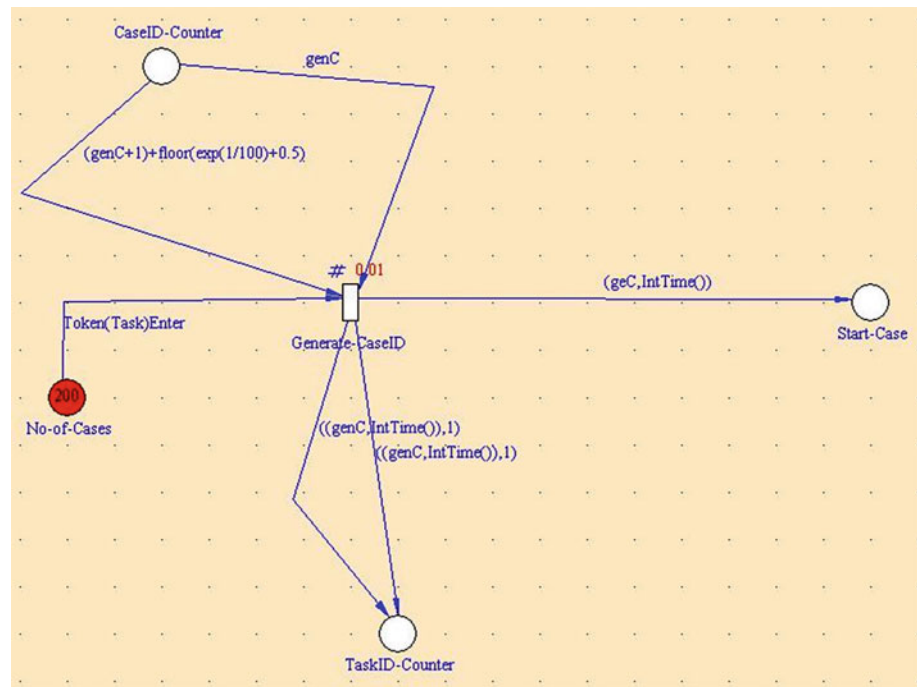 CaseID-Counter
genC
(genC+1)+floor(exp(1/100)+0.5)
# 0.01
(geC,IntTime())
Token(Task)Enter
Generate-CaseID
Start-Case
200
No-of-Cases
((genC,IntTime()),1)
((genC,IntTime()),1)
TaskID-Counter